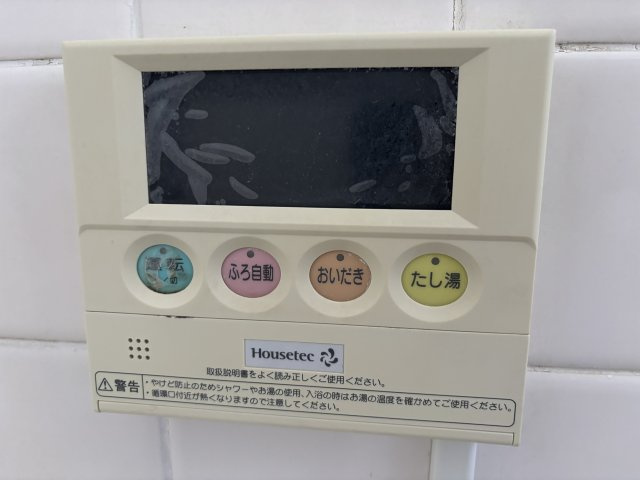 運転
/切
ふろ自動
おいだき
たし湯
Housetec
取扱説明書をよく読み正しくご使用ください。
警告
・やけど防止のためシャワーやお湯の使用、入浴の時はお湯の温度を確かめてご使用ください。
・循環口付近が熱くなりますので注意してください。